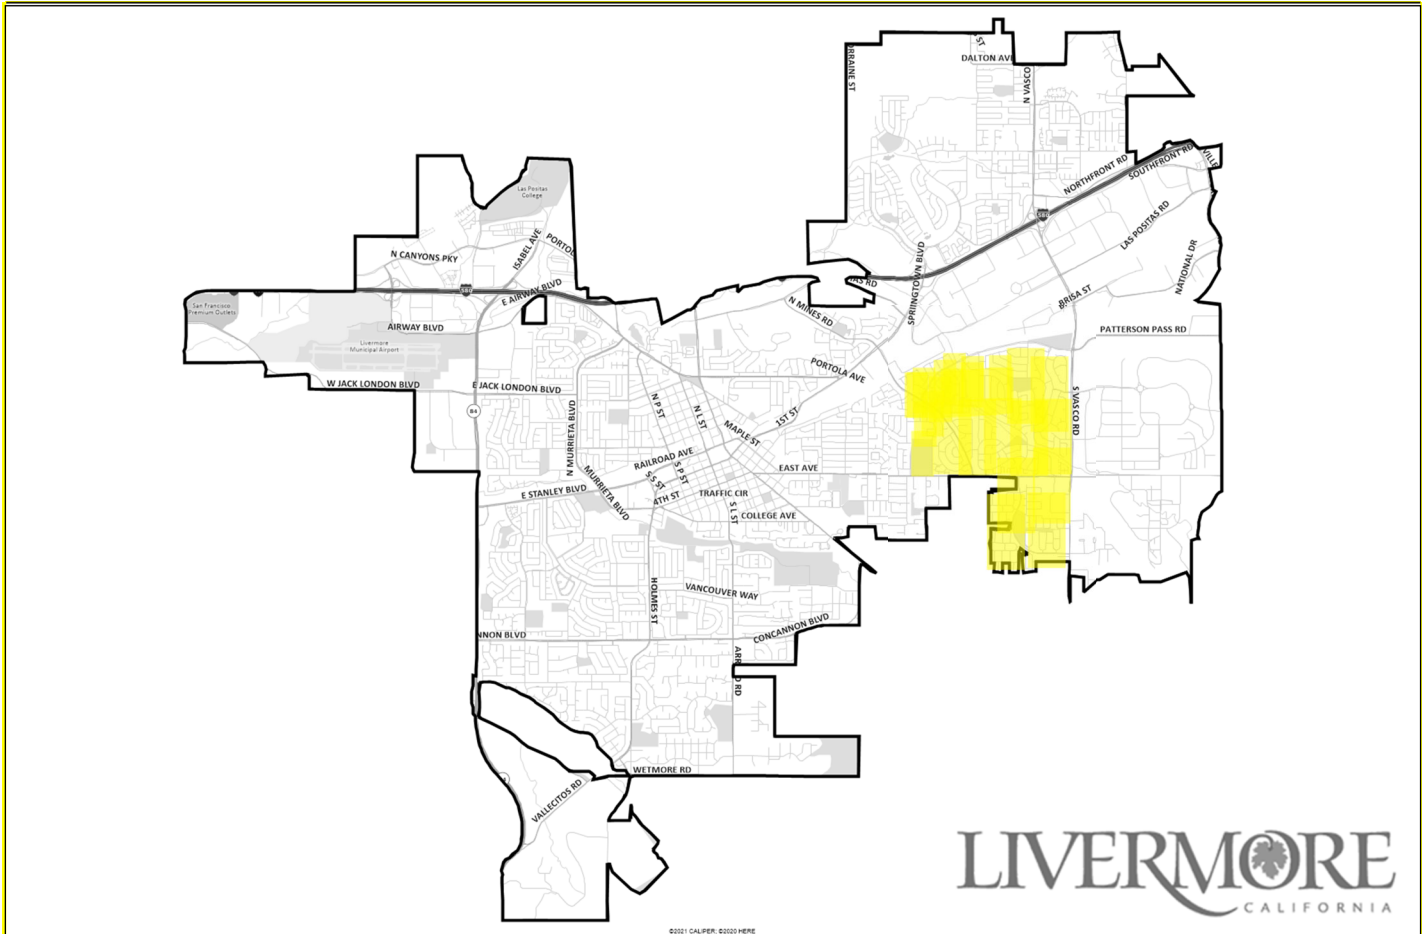 DALTON AVE
N VASCO
NORTHFRONT RD
SOUTHFRONT RD
580
LAS POSITAS RD
NATIONAL DR
SPRINGTOWN BLVD
BRISA ST
PATTERSON PASS RD
Las Positas
College
N CANYONS PKY
ISABEL AVE
PORTOL
580
E AIRWAY BLVD
San Francisco
Premium Outlets
AIRWAY BLVD
Livermore
Municipal Airport
W JACK LONDON BLVD
E JACK LONDON BLVD
84
N MINES RD
PORTOLA AVE
N MURRIETA BLVD
N P ST
N L ST
MAPLE ST
1ST ST
S VASCO RD
RAILROAD AVE
EAST AVE
S P ST
S S ST
E STANLEY BLVD
MURRIETA BLVD
4TH ST
TRAFFIC CIR
S L ST
COLLEGE AVE
HOLMES ST
VANCOUVER WAY
NNON BLVD
CONCANNON BLVD
WETMORE RD
VALLECITOS RD
LIVERMORE
CALIFORNIA
©2021 CALIPER; ©2020 HERE